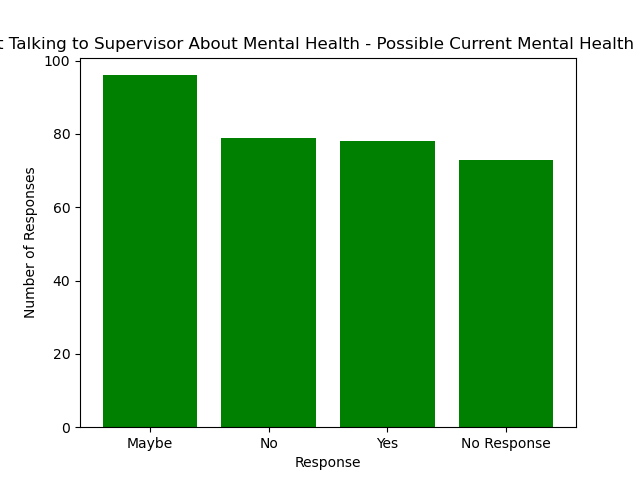 t Talking to Supervisor About Mental Health - Possible Current Mental Health
100
80
60
40
20
0
Number of Responses
Maybe No Yes No Response
Response